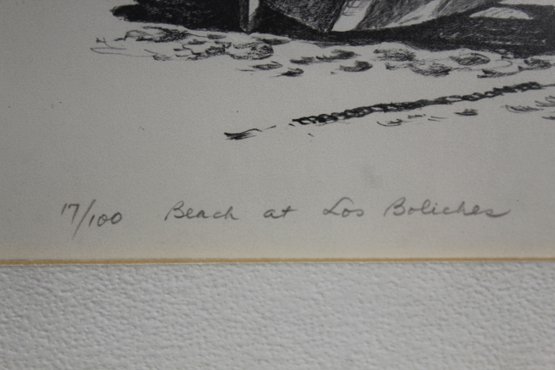 17/100 Beach at Los Boliches